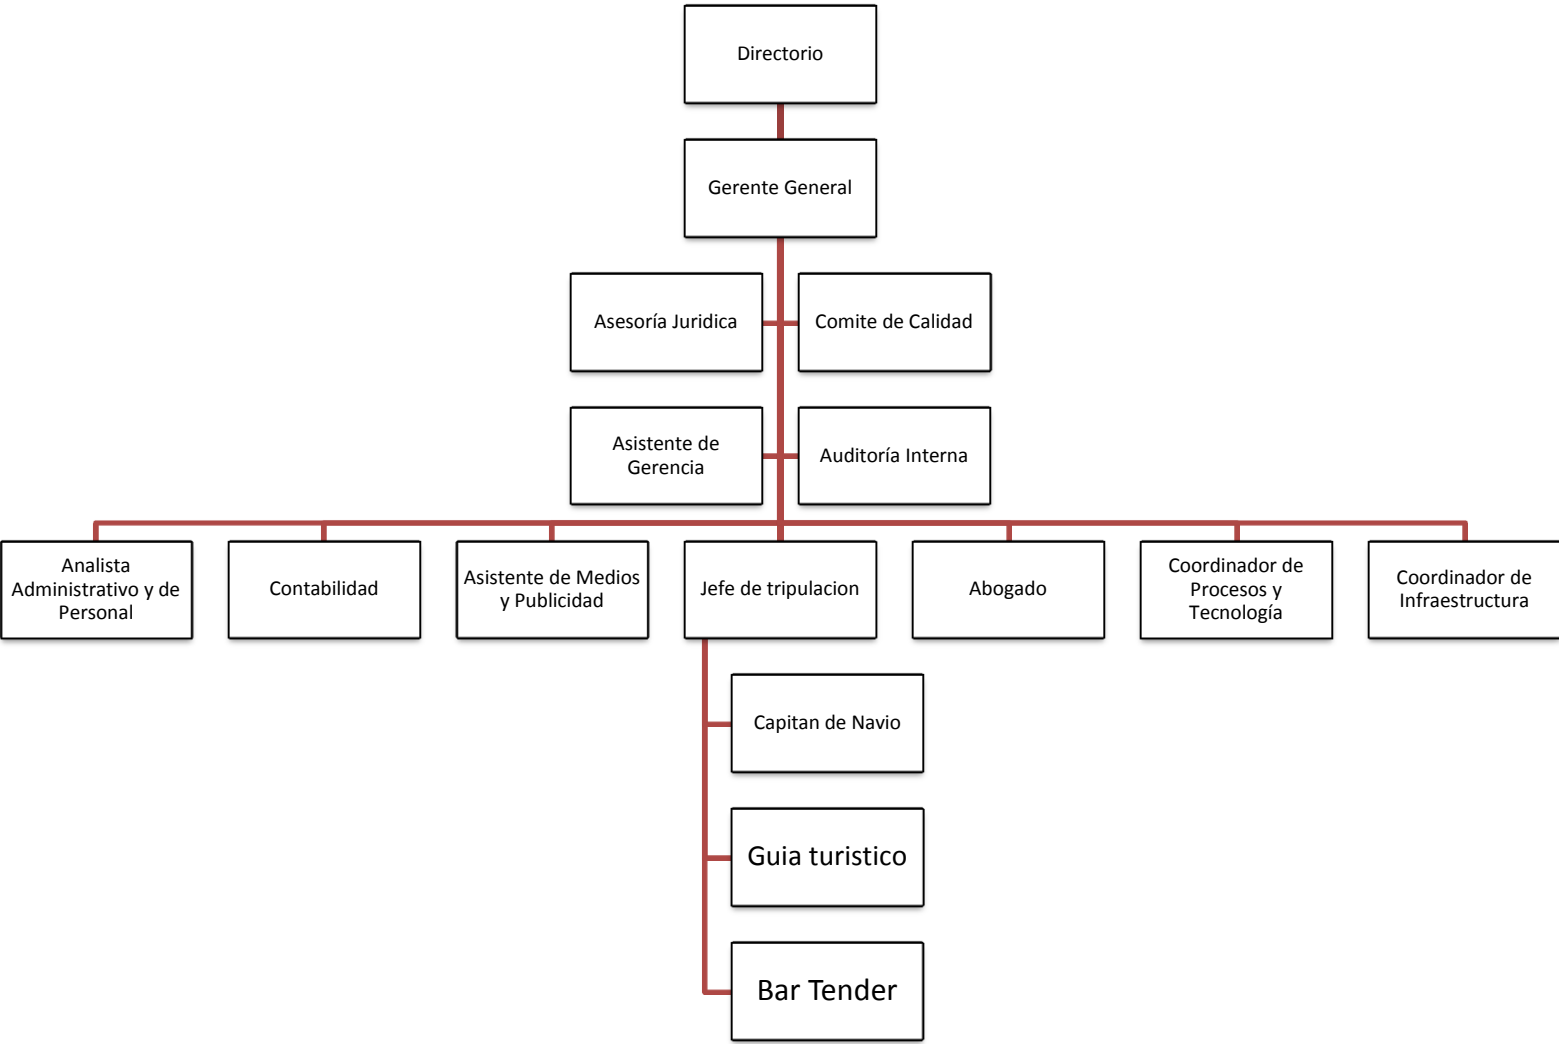 Directorio
Gerente General
Asesoría Juridica
Comite de Calidad
Asistente de
Gerencia
Auditoría Interna
Analista
Administrativo y de
Personal
Contabilidad
Asistente de Medios
y Publicidad
Jefe de tripulacion
Abogado
Coordinador de
Procesos y
Tecnología
Coordinador de
Infraestructura
Capitan de Navio
Guia turistico
Bar Tender